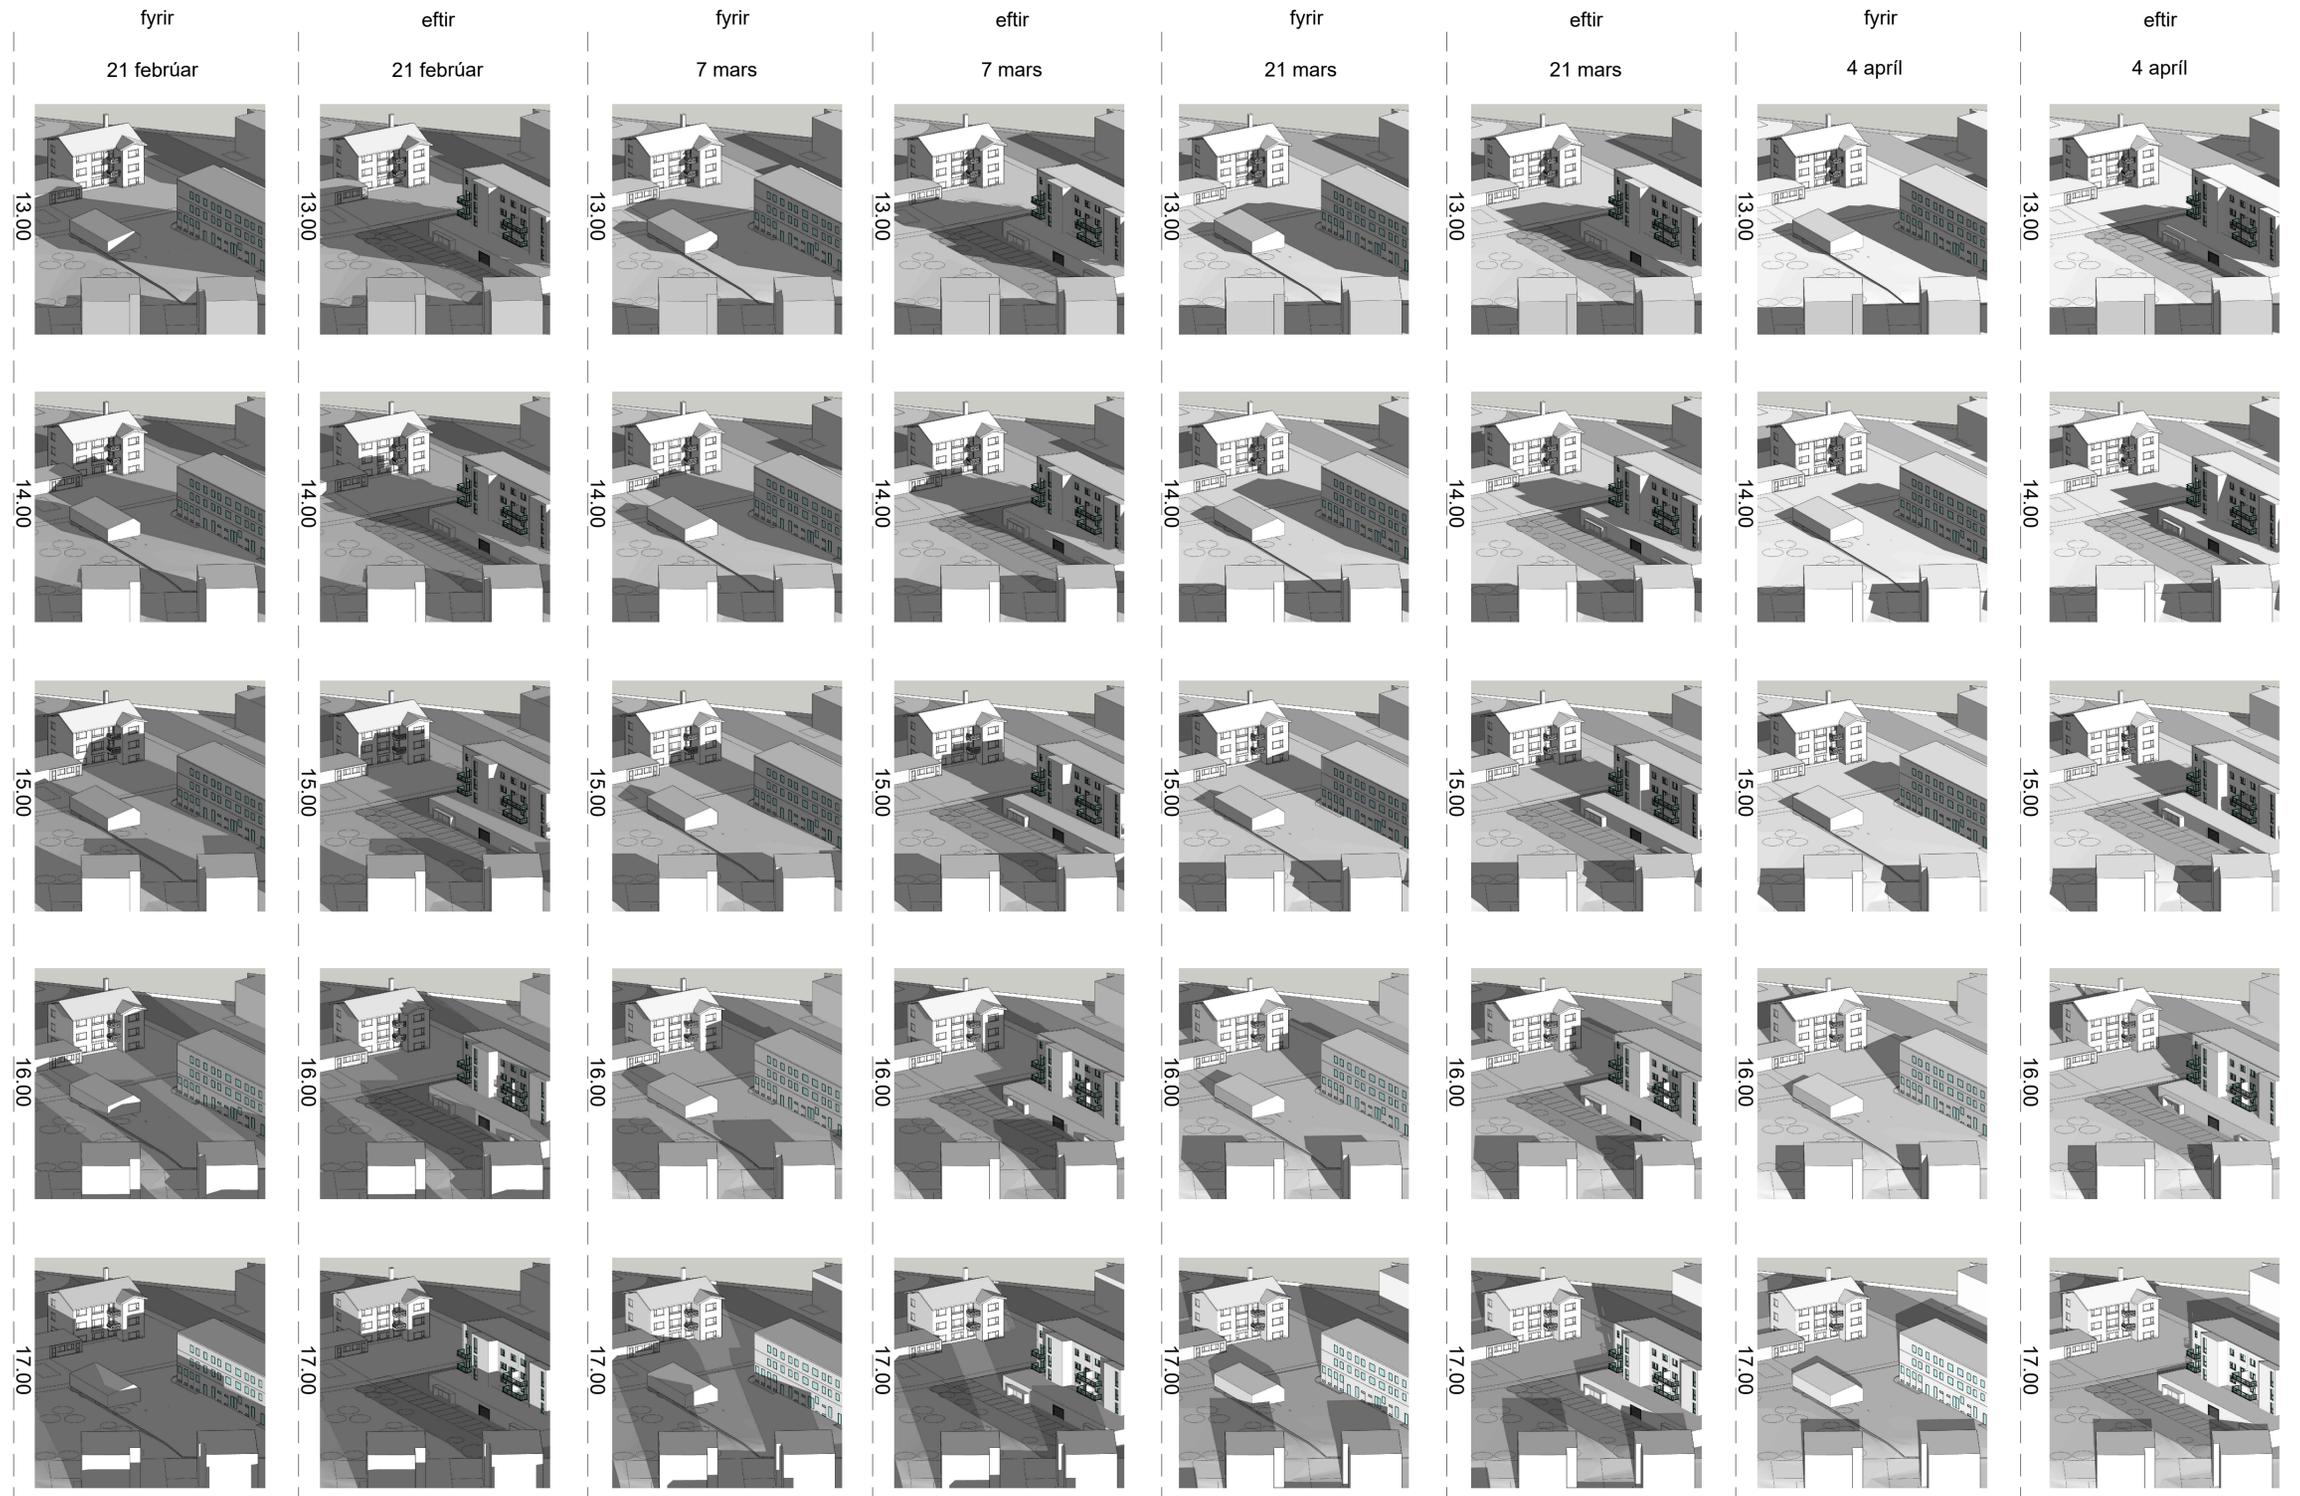 fyrir eftir fyrir eftir fyrir eftir fyrir eftir
21 febrúar 21 febrúar 7 mars 7 mars 21 mars 21 mars 4 apríl 4 apríl
13.00 13.00 13.00 13.00 13.00 13.00 13.00 13.00
14.00 14.00 14.00 14.00 14.00 14.00 14.00 14.00
15.00 15.00 15.00 15.00 15.00 15.00 15.00 15.00
16.00 16.00 16.00 16.00 16.00 16.00 16.00 16.00
17.00 17.00 17.00 17.00 17.00 17.00 17.00 17.00